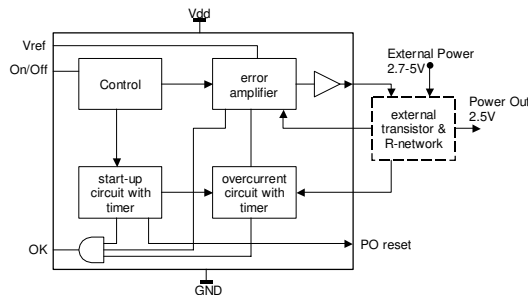 Vdd
Vref
On/Off
Control
error
amplifier
External Power
2.7-5V
external
transistor &
R-network
Power Out
2.5V
start-up
circuit with
timer
overcurrent
circuit with
timer
OK
PO reset
GND